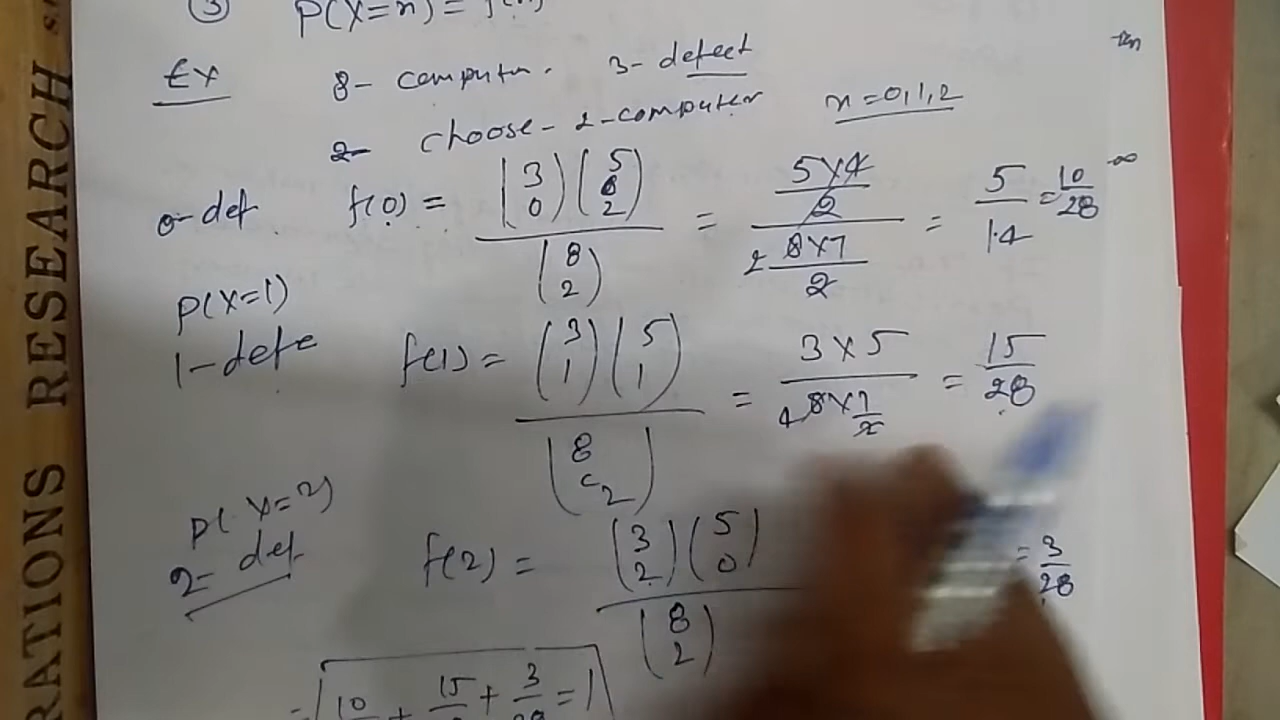 ③ P(X=n) =
Ex 8- computer. 3- defect
2- choose - 2-computer n=0,1,2
0-def f(0) = (3 0)(5 2) / (8 2) = (5×4 / 2) / (8×7 / 2) = 5/14 = 10/28
∞
P(X=1)
1-defe f(1) = (3 1)(5 1) / (8 c 2) = 3×5 / 8×7/2 = 15/28
P(X=2)
2- def f(2) = (3 2)(5 0) / (8 2) = 3/28
= 10 + 15 + 3/28 = 1
RATIONS RESEARCH